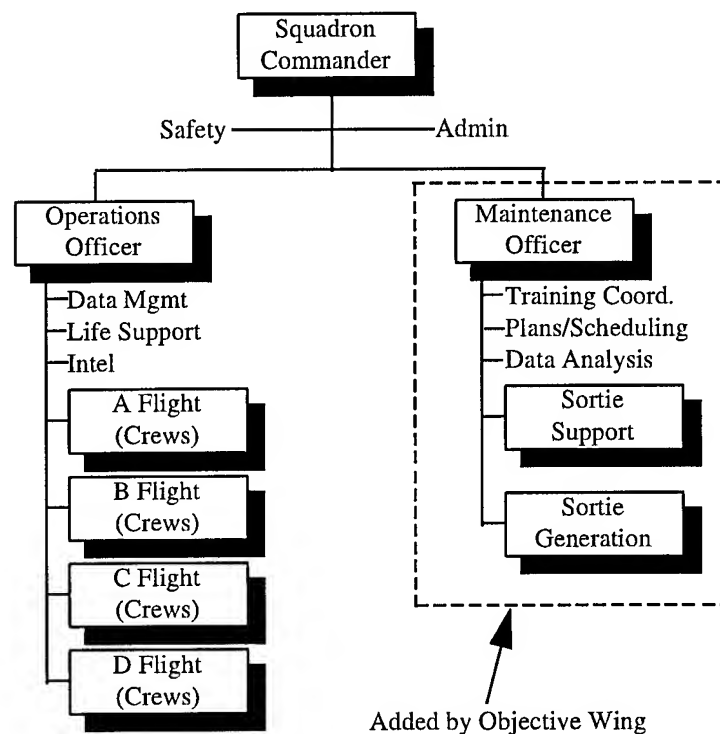 Squadron
Commander
Safety
Admin
Operations
Officer
Data Mgmt
Life Support
Intel
A Flight
(Crews)
B Flight
(Crews)
C Flight
(Crews)
D Flight
(Crews)
Maintenance
Officer
Training Coord.
Plans/Scheduling
Data Analysis
Sortie
Support
Sortie
Generation
Added by Objective Wing